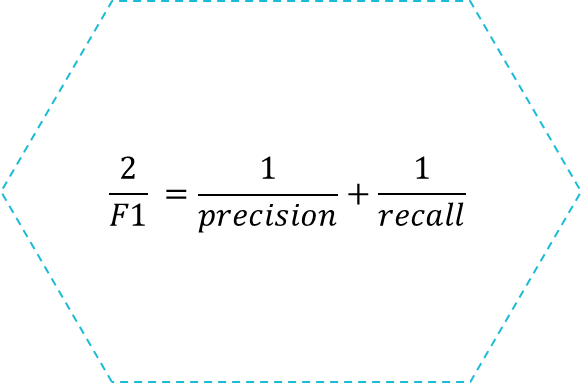 2/F1 = 1/precision + 1/recall